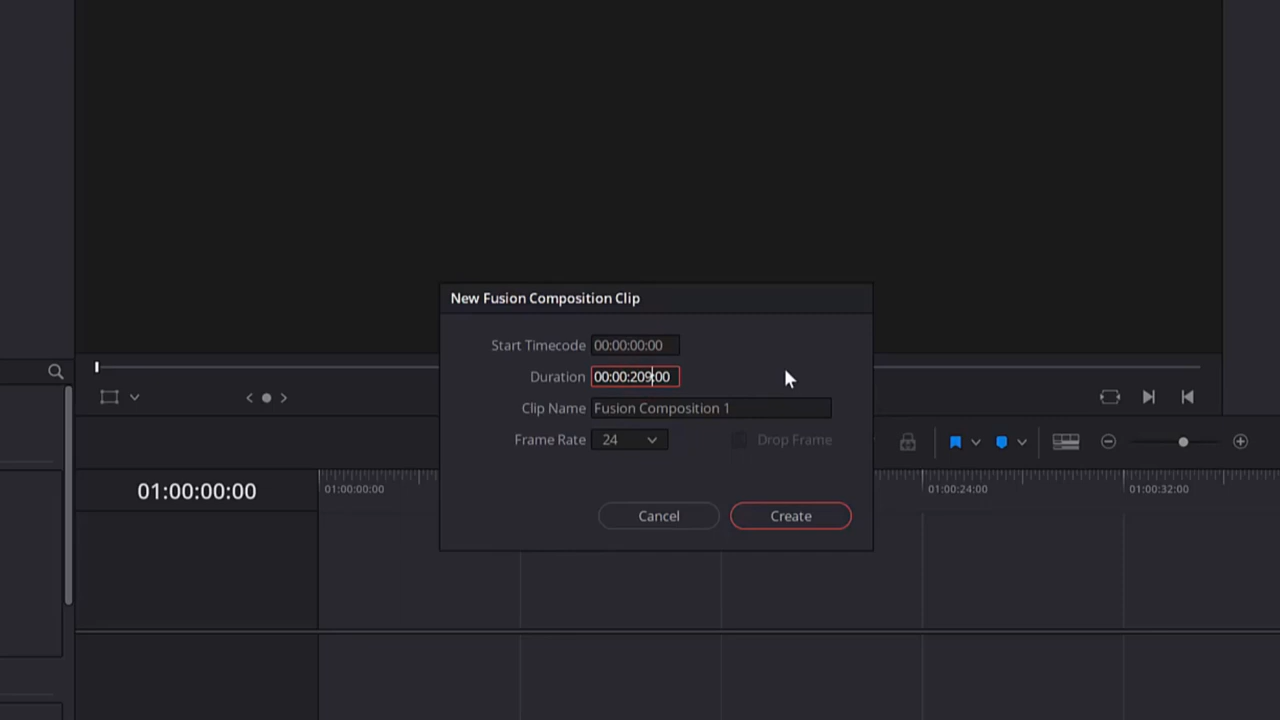 New Fusion Composition Clip
Start Timecode 00:00:00:00
Duration 00:00:209:00
Clip Name Fusion Composition 1
Frame Rate 24 Drop Frame
Cancel Create
01:00:00:00
01:00:00:00 01:00:24:00 01:00:32:00